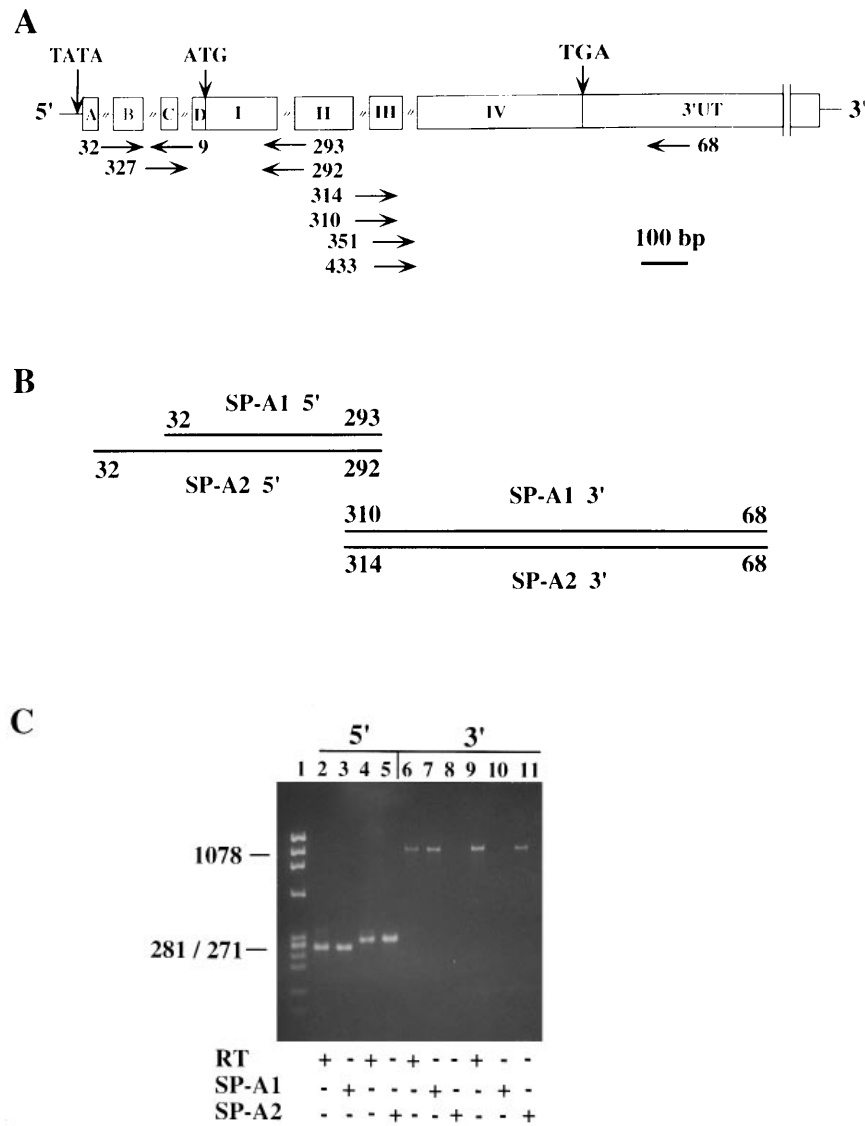 A
TATA ATG TGA
5' A B C D I II III IV 3'UT 3'
32 9 293 68
327 292
314
310 100 bp
351
433
B
32 SP-A1 5' 293
32 SP-A2 5' 292
310 SP-A1 3' 68
314 SP-A2 3' 68
C
5' 3'
1 2 3 4 5 6 7 8 9 10 11
1078
281 / 271
RT + - + - + - - + - -
SP-A1 - + - - - + - - + -
SP-A2 - - - + - - + - - +